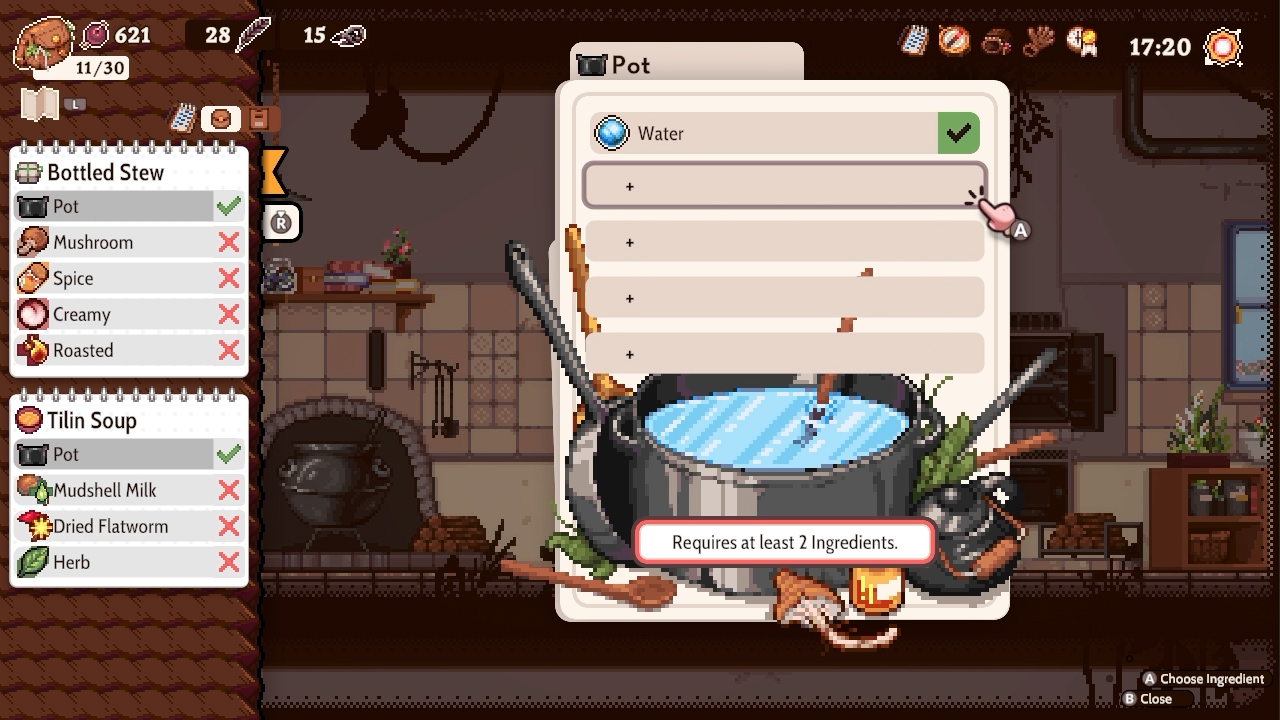 621
28
15
11/30
L
17:20
Bottled Stew
Pot
Mushroom
Spice
Creamy
Roasted
Tilin Soup
Pot
Mudshell Milk
Dried Flatworm
Herb
R
Pot
Water
+
A
+
+
+
Requires at least 2 Ingredients.
A Choose Ingredient
B Close